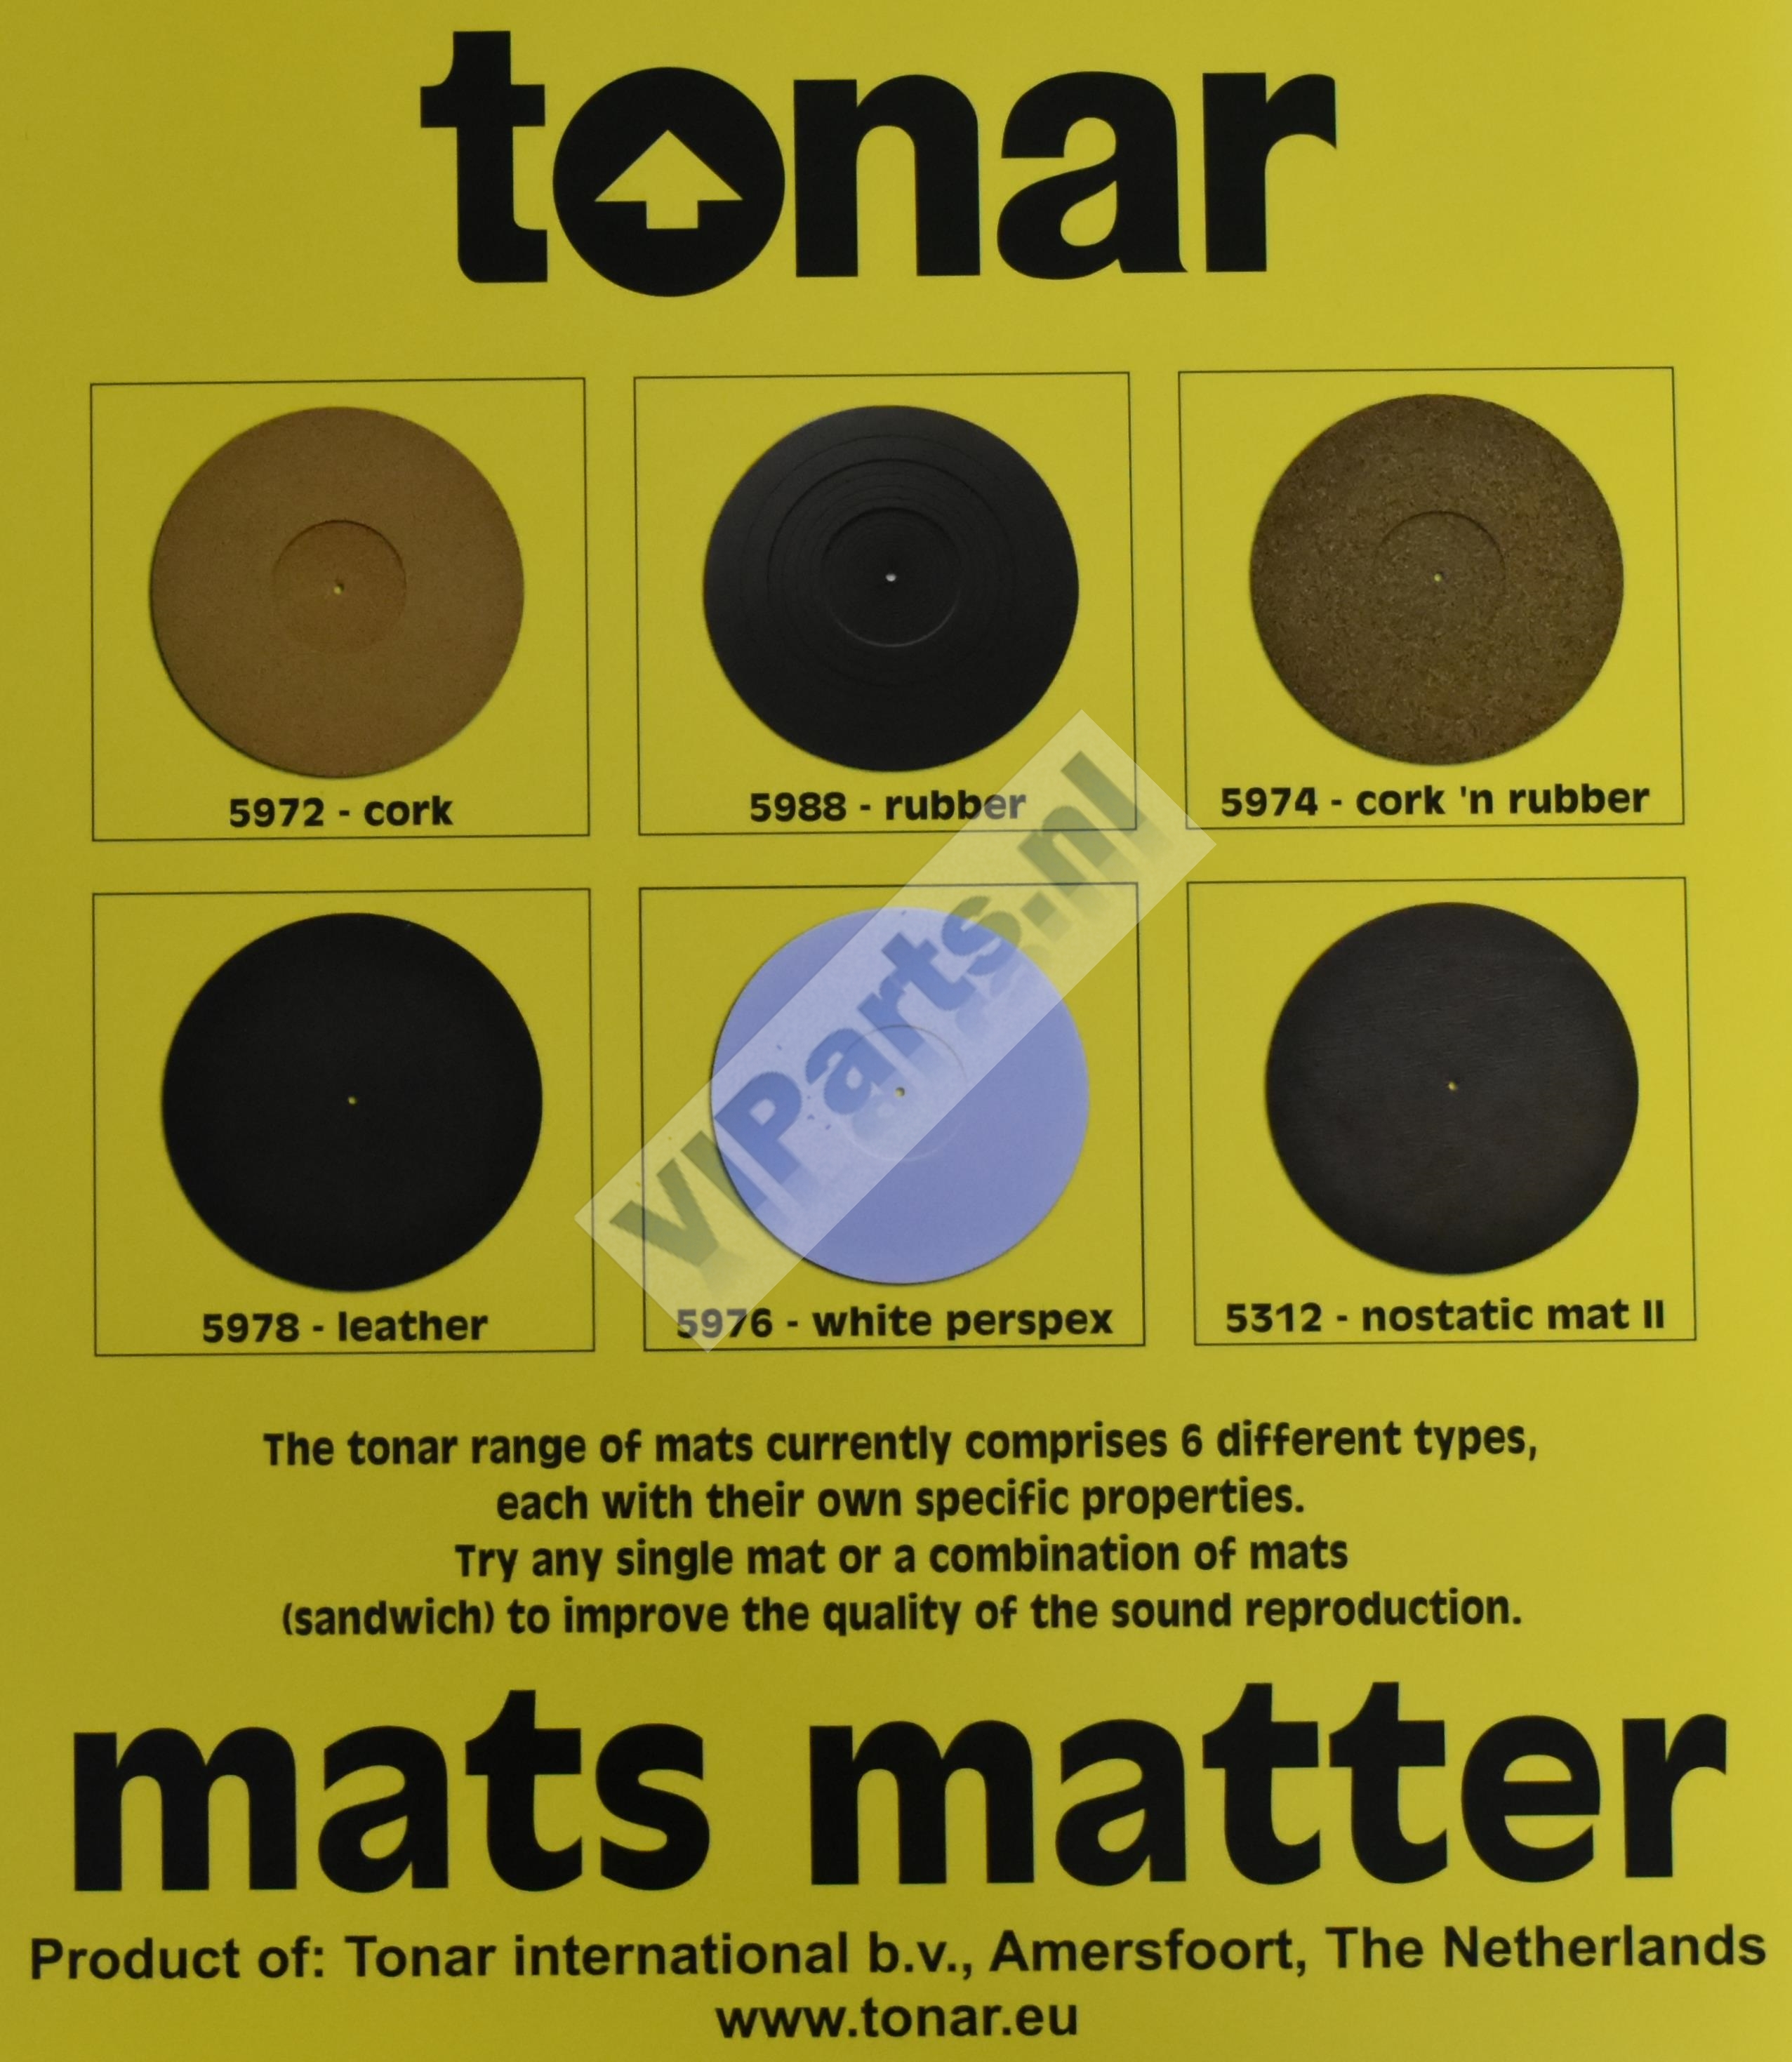 tonar
5972 - cork
5988 - rubber
5974 - cork 'n rubber
VIParts.nl
5978 - leather
5976 - white perspex
5312 - nostatic mat II
The tonar range of mats currently comprises 6 different types,
each with their own specific properties.
Try any single mat or a combination of mats
(sandwich) to improve the quality of the sound reproduction.
mats matter
Product of: Tonar international b.v., Amersfoort, The Netherlands
www.tonar.eu